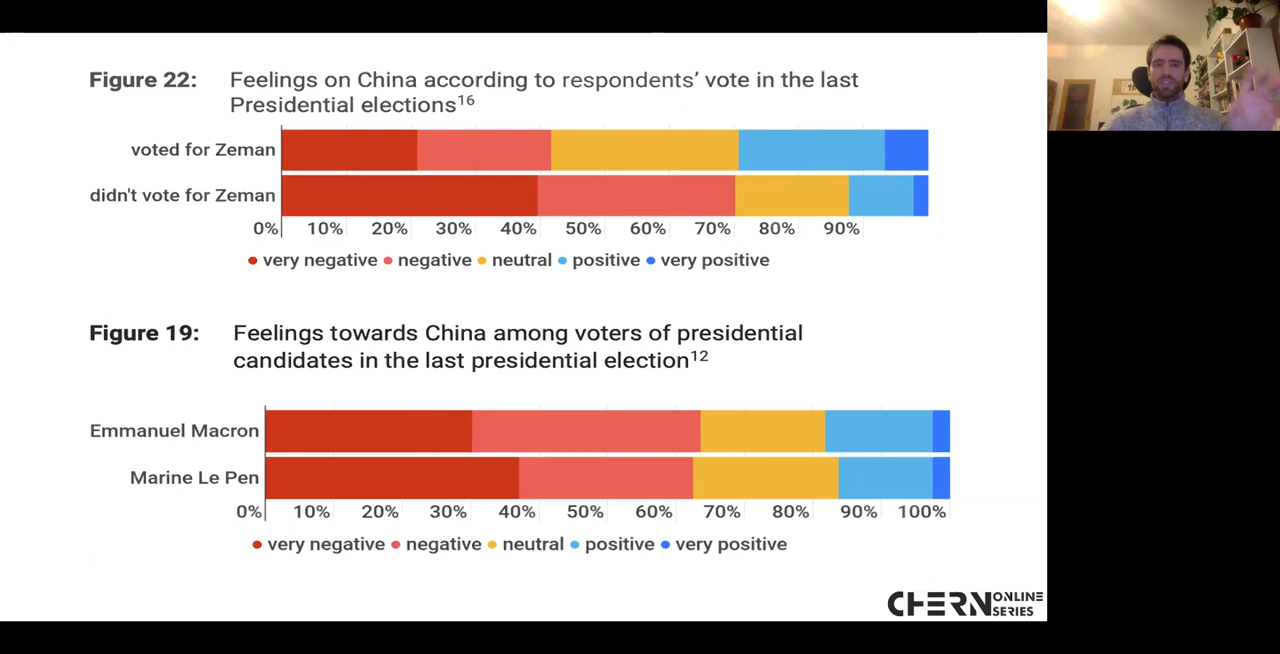 Figure 22: Feelings on China according to respondents' vote in the last
Presidential elections16
voted for Zeman
didn't vote for Zeman
0% 10% 20% 30% 40% 50% 60% 70% 80% 90%
very negative negative neutral positive very positive
Figure 19: Feelings towards China among voters of presidential
candidates in the last presidential election12
Emmanuel Macron
Marine Le Pen
0% 10% 20% 30% 40% 50% 60% 70% 80% 90% 100%
very negative negative neutral positive very positive
CHERN ONLINE
SERIES